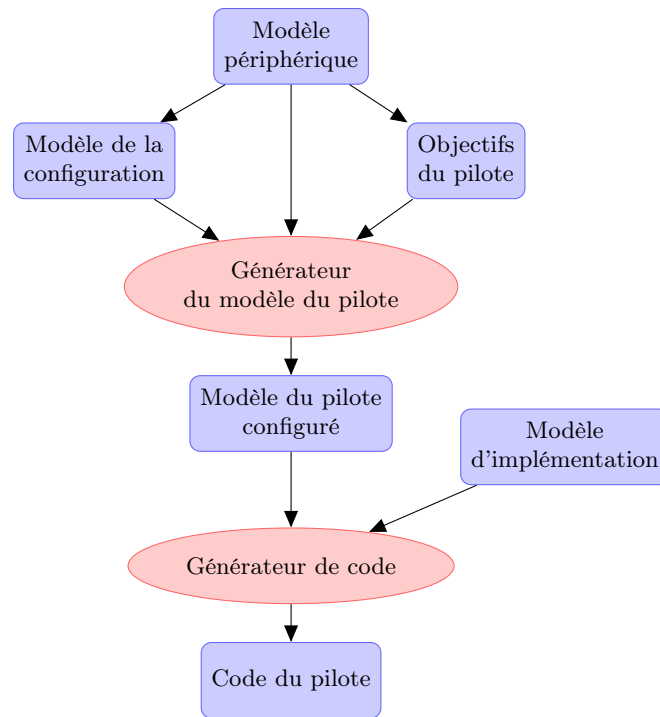 Modèle
périphérique
Modèle de la
configuration
Objectifs
du pilote
Générateur
du modèle du pilote
Modèle du pilote
configuré
Modèle
d'implémentation
Générateur de code
Code du pilote